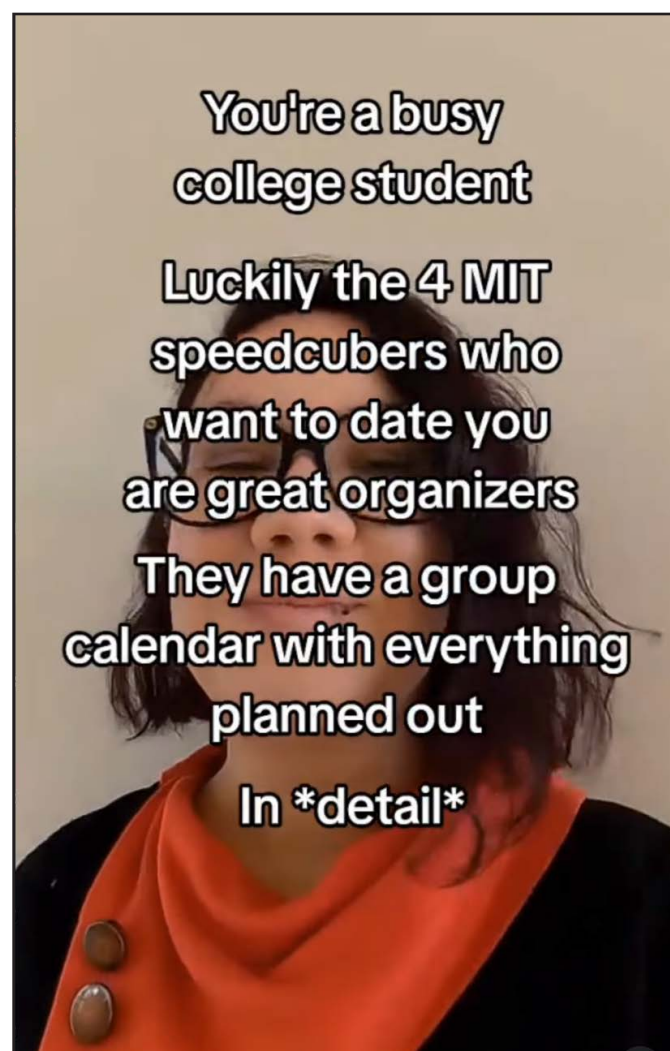 You're a busy
college student
Luckily the 4 MIT
speedcubers who
want to date you
are great organizers
They have a group
calendar with everything
planned out
In *detail*